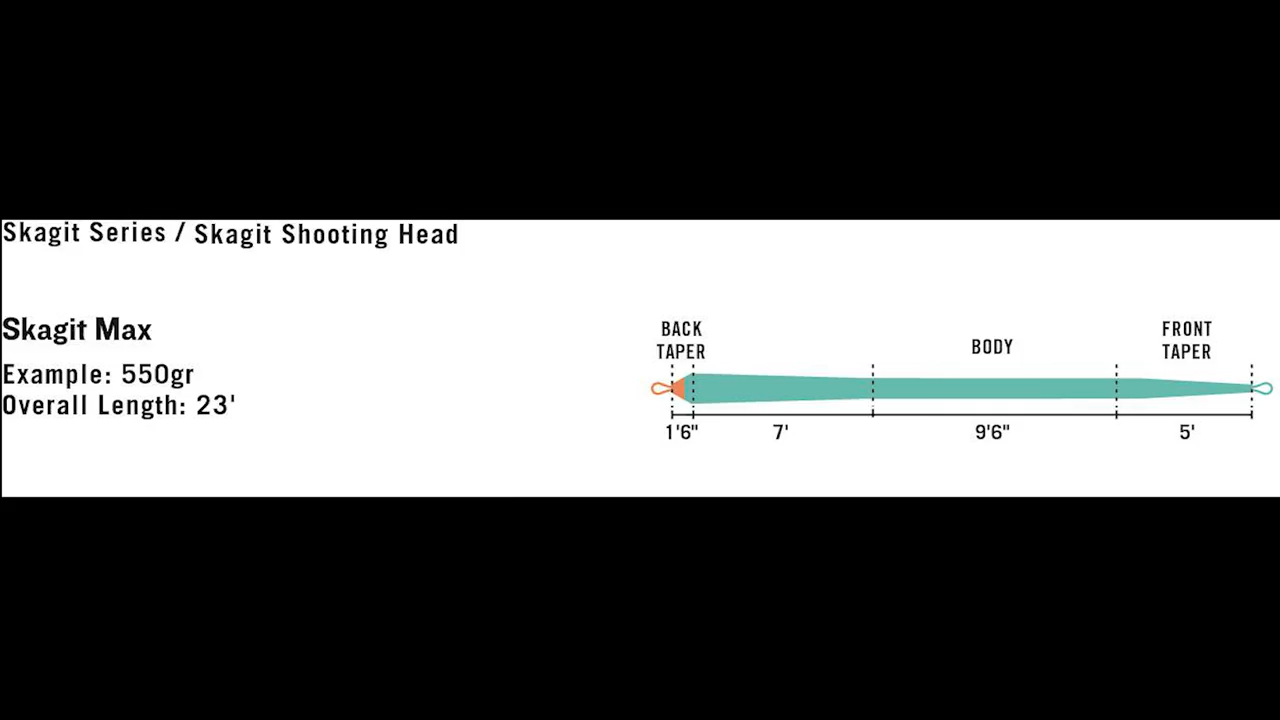 Skagit Series / Skagit Shooting Head
Skagit Max
Example: 550gr
Overall Length: 23'
BACK TAPER
BODY
FRONT TAPER
1'6"
7'
9'6"
5'